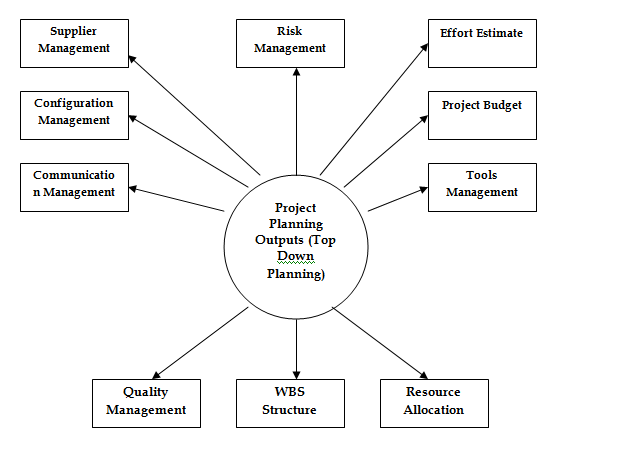 Supplier
Management
Risk
Management
Effort Estimate
Configuration
Management
Project Budget
Communicatio
n Management
Tools
Management
Project
Planning
Outputs (Top
Down
Planning)
Quality
Management
WBS
Structure
Resource
Allocation